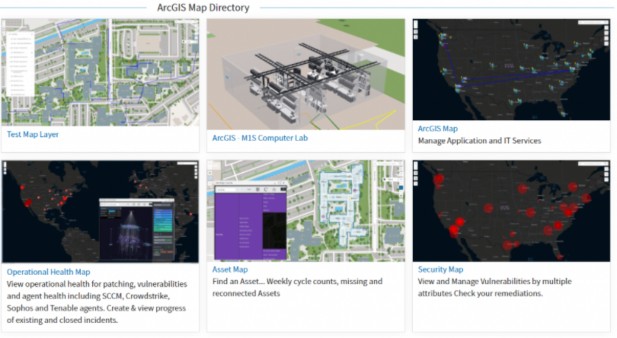 ArcGIS Map Directory
Test Map Layer
ArcGIS - M1S Computer Lab
ArcGIS Map
Manage Application and IT Services
Operational Health Map
View operational health for patching, vulnerabilities
and agent health including SCCM, Crowdstrike,
Sophos and Tenable agents. Create & view progress
of existing and closed incidents.
Asset Map
Find an Asset... Weekly cycle counts, missing and
reconnected Assets
Security Map
View and Manage Vulnerabilities by multiple
attributes Check your remediations.